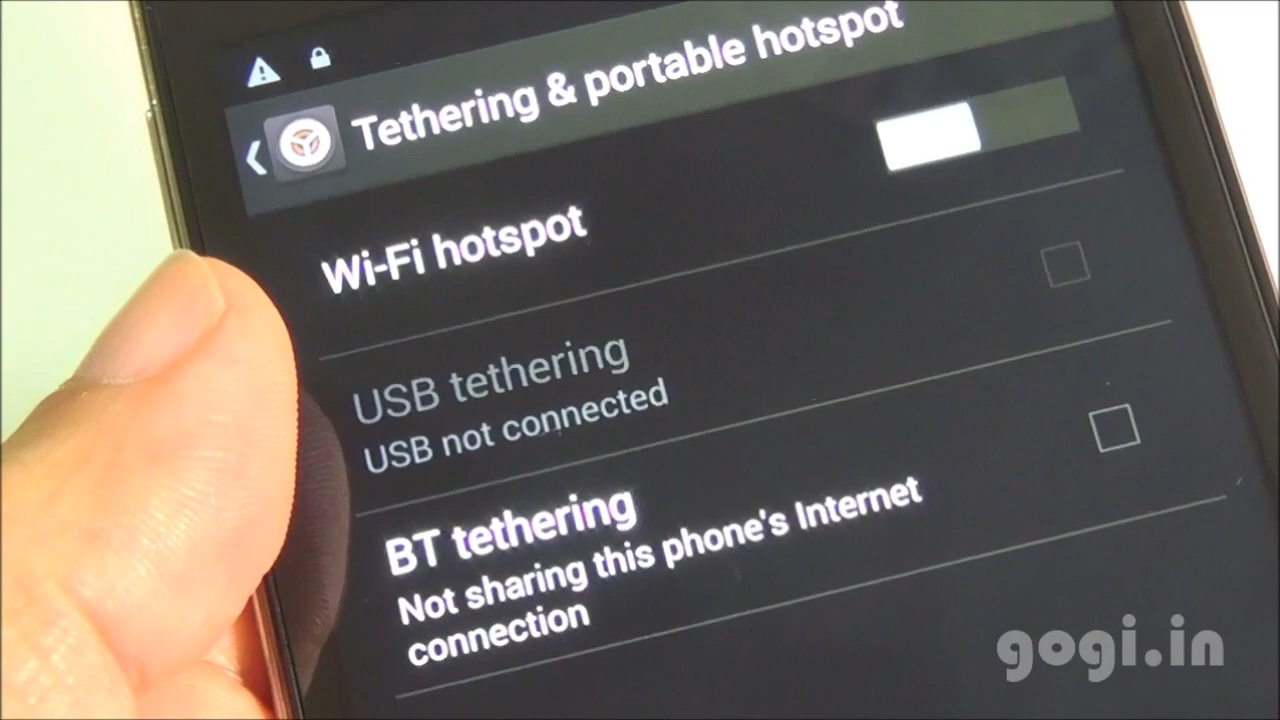 Tethering & portable hotspot
Wi-Fi hotspot
USB tethering
USB not connected
BT tethering
Not sharing this phone's Internet
connection
gogi.in